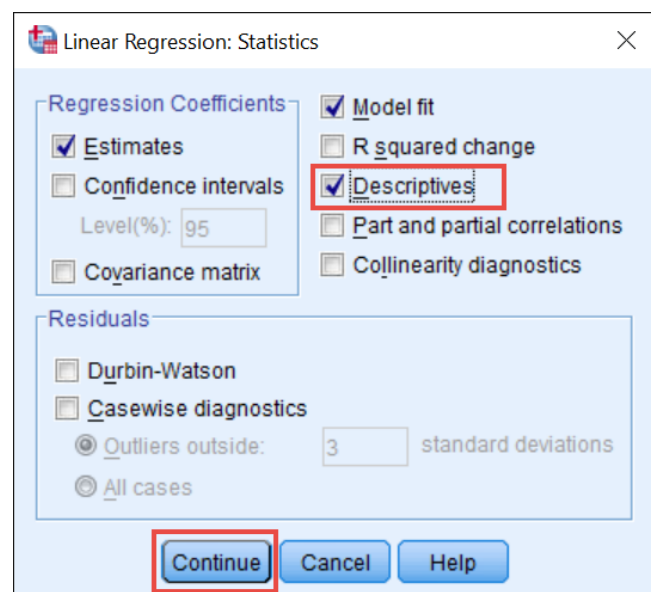 Linear Regression: Statistics
Regression Coefficients
Estimates
Confidence intervals
Level(%): 95
Covariance matrix
Model fit
R squared change
Descriptives
Part and partial correlations
Collinearity diagnostics
Residuals
Durbin-Watson
Casewise diagnostics
Outliers outside: 3 standard deviations
All cases
Continue Cancel Help